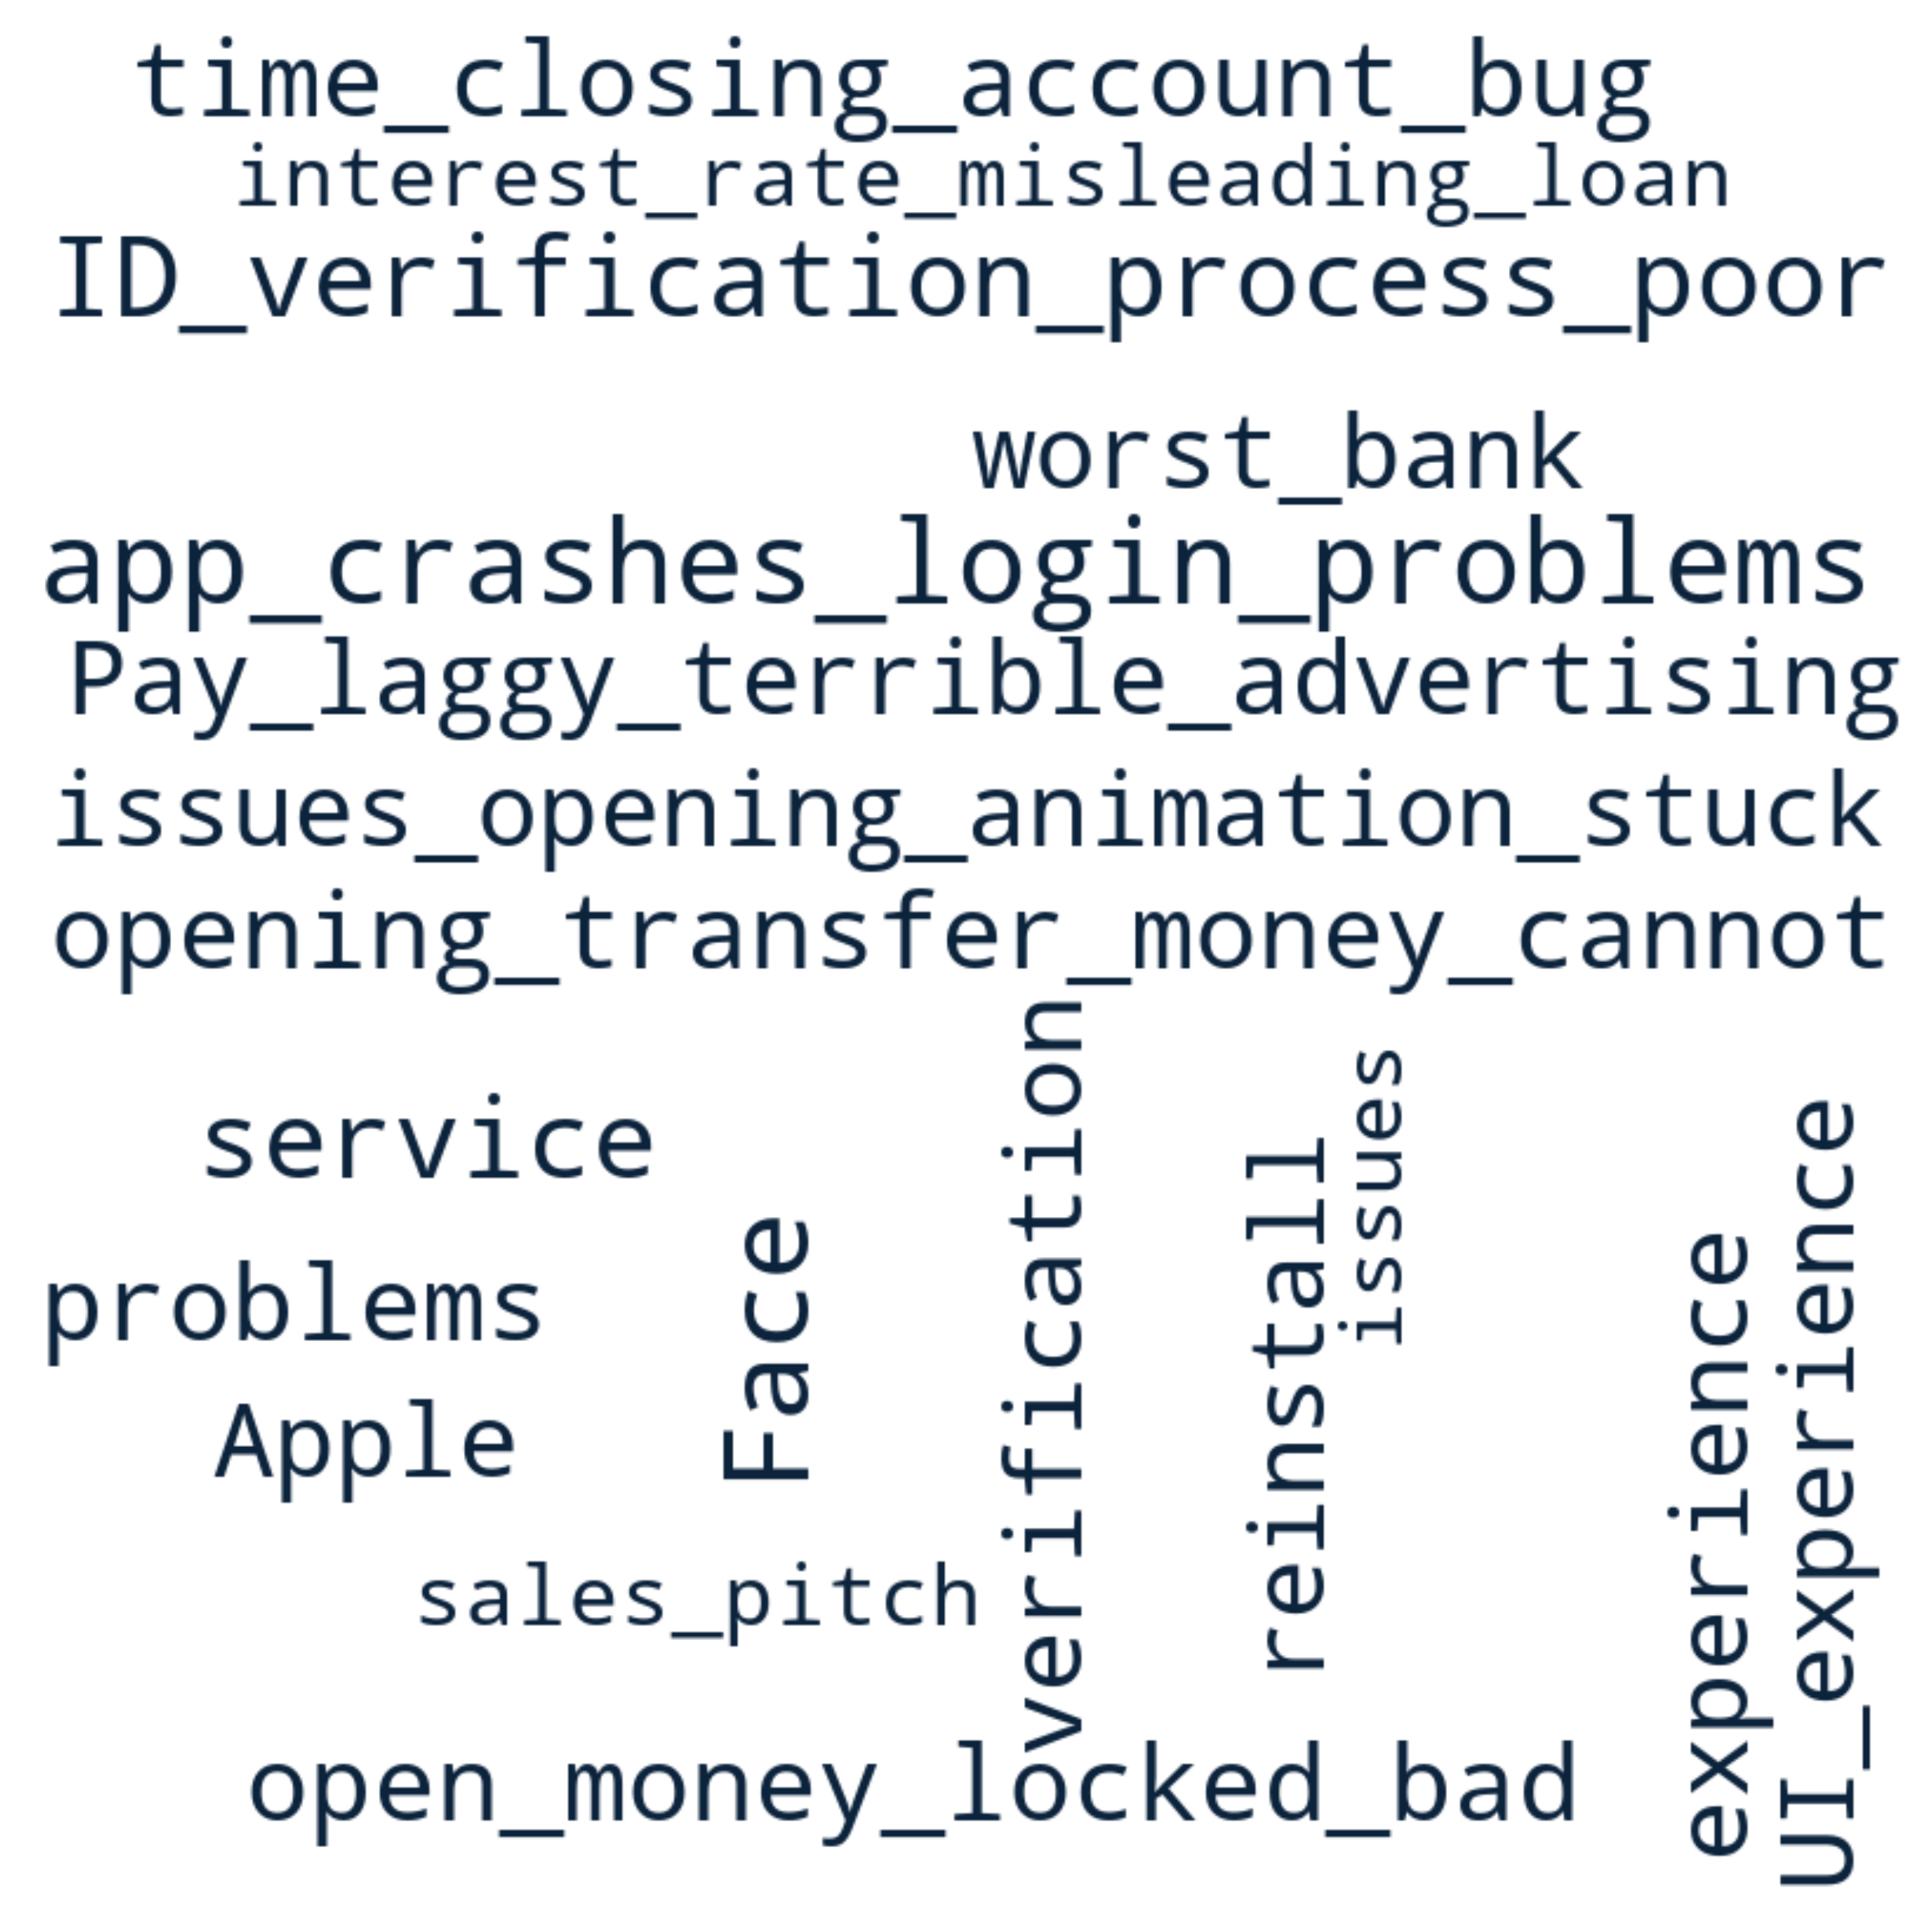 time_closing_account_bug
interest_rate_misleading_loan
ID_verification_process_poor
worst_bank
app_crashes_login_problems
Pay_laggy_terrible_advertising
issues_opening_animation_stuck
opening_transfer_money_cannot
service
problems
Apple
Face
sales_pitch
verification
reinstall
issues
experience
UI_experience
open_money_locked_bad